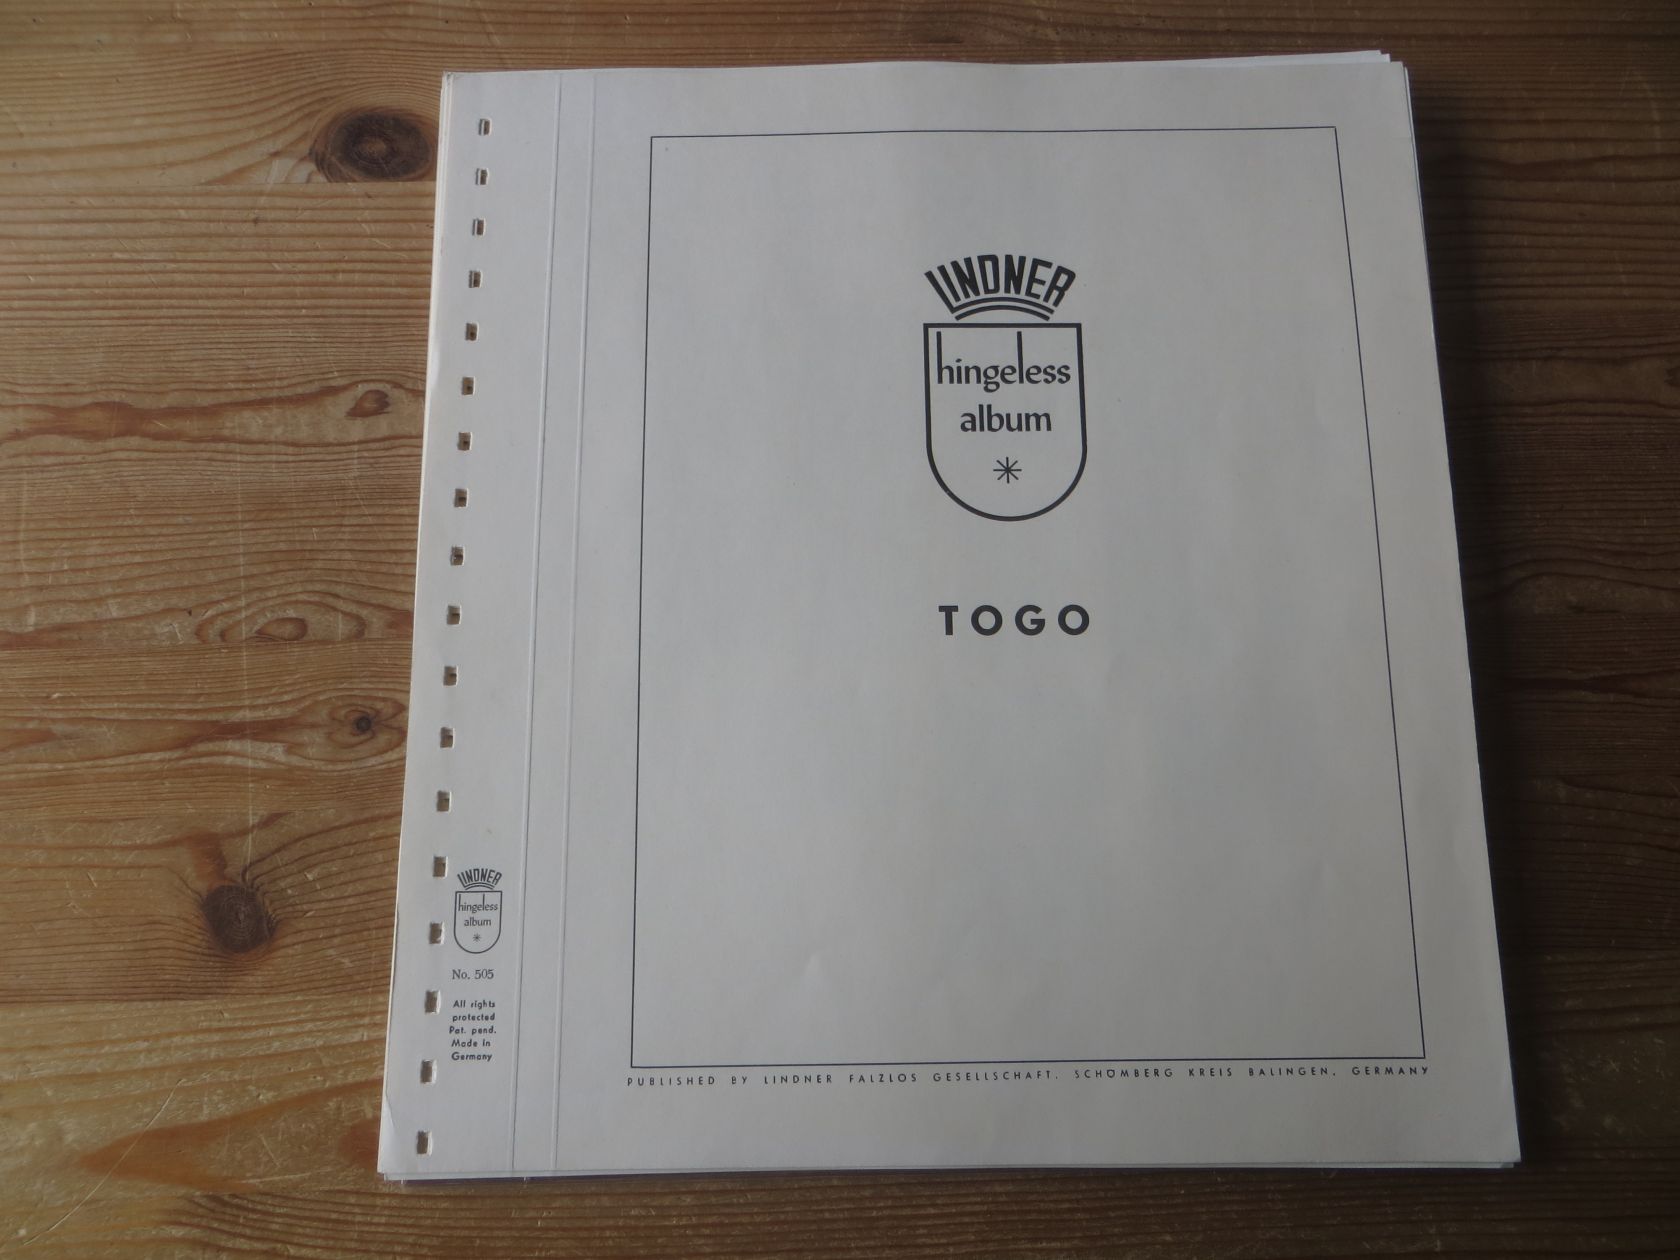 LINDNER
hingeless
album
TOGO
LINDNER
hingeless
album
No. 505
All rights
protected
Pat. pend.
Made in
Germany
PUBLISHED BY LINDNER FALZLOS GESELLSCHAFT. SCHÖMBERG KREIS BALINGEN, GERMANY